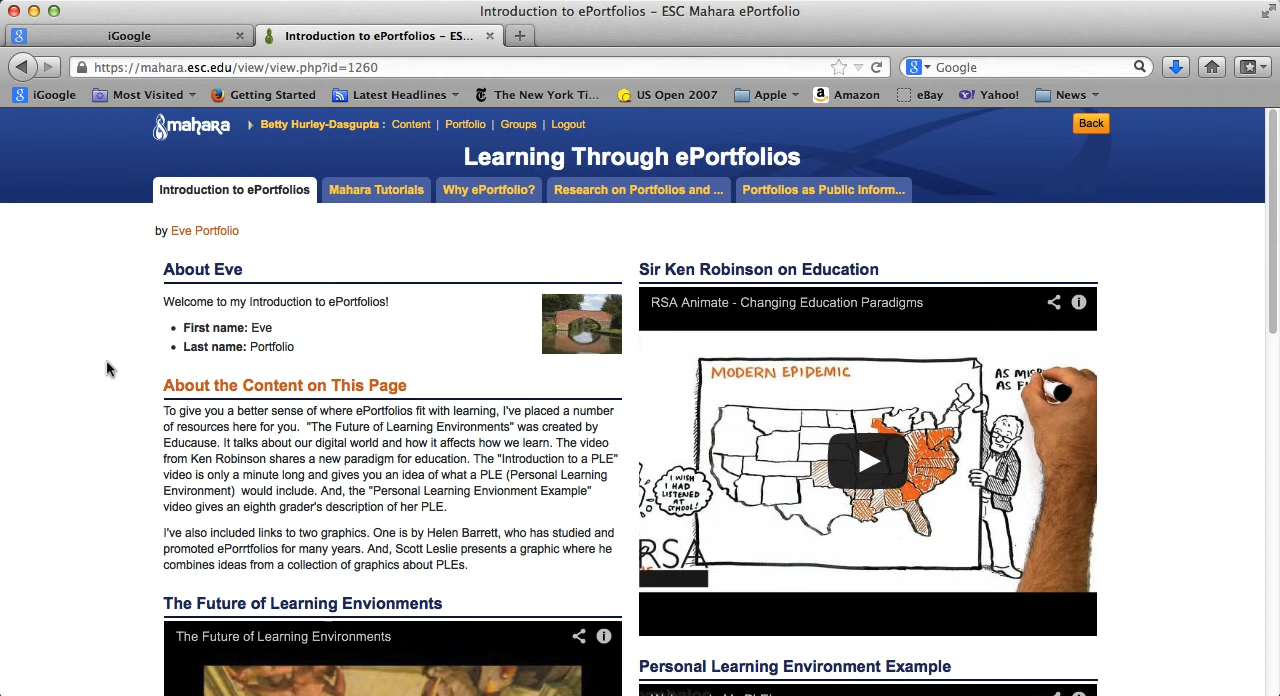 Introduction to ePortfolios – ESC Mahara ePortfolio
iGoogle
Introduction to ePortfolios – ES...
https://mahara.esc.edu/view/view.php?id=1260
Google
iGoogle
Most Visited
Getting Started
Latest Headlines
The New York Ti...
US Open 2007
Apple
Amazon
eBay
Yahoo!
News
mahara
Betty Hurley-Dasgupta : Content | Portfolio | Groups | Logout
Back
Learning Through ePortfolios
Introduction to ePortfolios
Mahara Tutorials
Why ePortfolio?
Research on Portfolios and ...
Portfolios as Public Inform...
by Eve Portfolio
About Eve
Welcome to my Introduction to ePortfolios!
First name: Eve
Last name: Portfolio
About the Content on This Page
To give you a better sense of where ePortfolios fit with learning, I've placed a number
of resources here for you. "The Future of Learning Environments" was created by
Educause. It talks about our digital world and how it affects how we learn. The video
from Ken Robinson shares a new paradigm for education. The "Introduction to a PLE"
video is only a minute long and gives you an idea of what a PLE (Personal Learning
Environment) would include. And, the "Personal Learning Envionment Example"
video gives an eighth grader's description of her PLE.
I've also included links to two graphics. One is by Helen Barrett, who has studied and
promoted ePorrtfolios for many years. And, Scott Leslie presents a graphic where he
combines ideas from a collection of graphics about PLEs.
The Future of Learning Envionments
The Future of Learning Environments
Sir Ken Robinson on Education
RSA Animate - Changing Education Paradigms
MODERN EPIDEMIC
I WISH
I HAD
LISTENED
AT
SCHOOL!
RSA
Personal Learning Environment Example